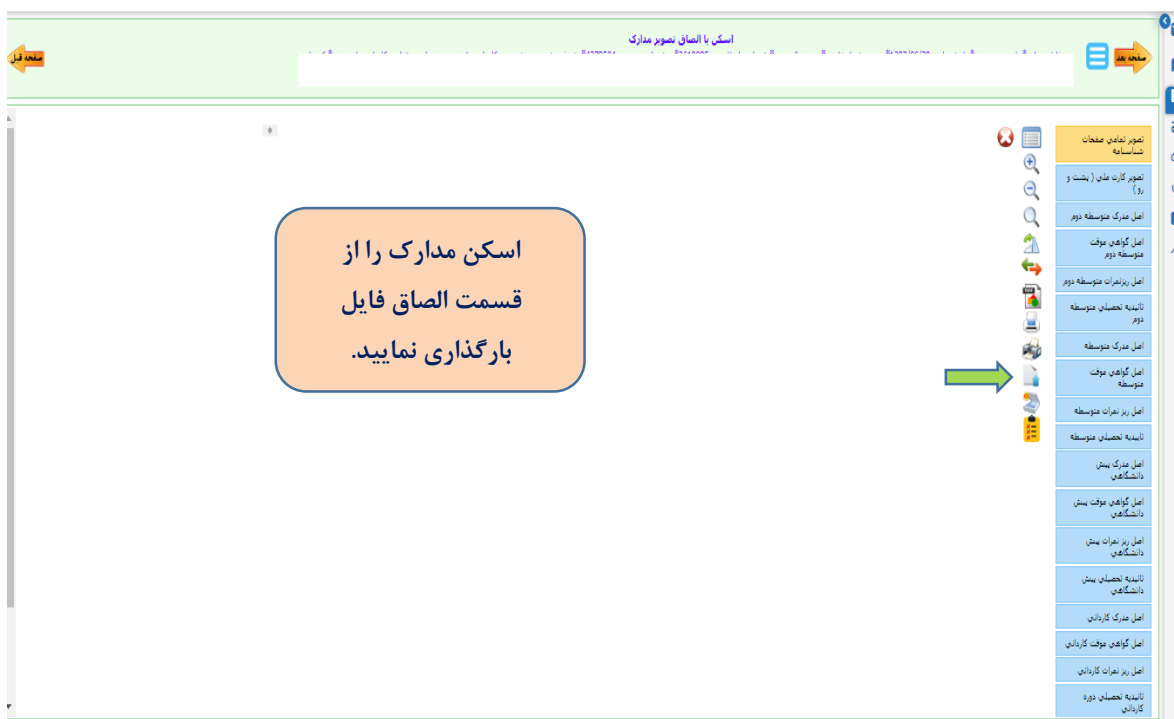 اسکن یا الصاق تصویر مدارک
صفحه بعد
صفحه قبل
تصویر تمامی صفحات
شناسنامه
تصویر کارت ملی ( پشت و
رو )
اصل مدرک متوسطه دوم
اصل گواهی موقت
متوسطه دوم
اصل ریزنمرات متوسطه دوم
تائیدیه تحصیلی متوسطه
دوم
اصل مدرک متوسطه
اصل گواهی موقت
متوسطه
اصل ریز نمرات متوسطه
تاییدیه تحصیلی متوسطه
اصل مدرک پیش
دانشگاهی
اصل گواهی موقت پیش
دانشگاهی
اصل ریز نمرات پیش
دانشگاهی
تائیدیه تحصیلی پیش
دانشگاهی
اصل مدرک کاردانی
اصل گواهی موقت کاردانی
اصل ریز نمرات کاردانی
تائیدیه تحصیلی دوره
کاردانی
اسکن مدارک را از
قسمت الصاق فایل
بارگذاری نمایید.